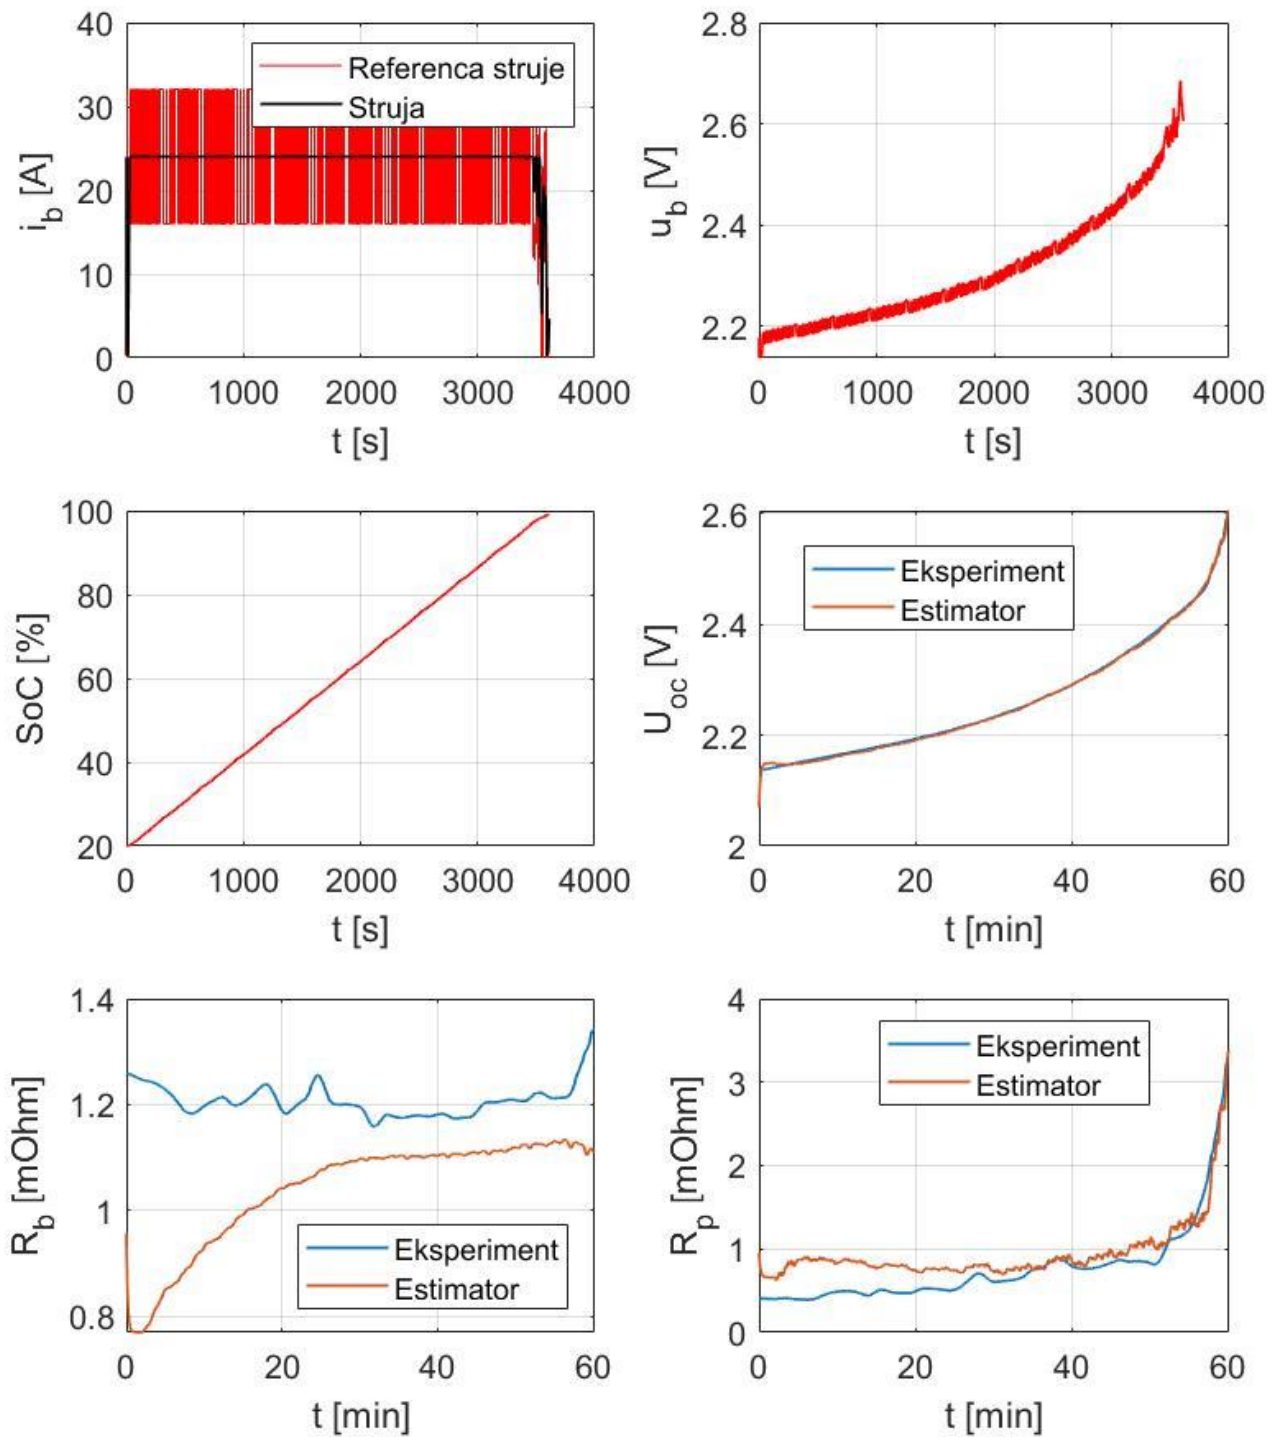 40
30
20
10
0
i_b [A]
Referenca struje
Struja
0 1000 2000 3000 4000
t [s]
2.8
2.6
2.4
2.2
u_b [V]
0 1000 2000 3000 4000
t [s]
100
80
60
40
20
SoC [%]
0 1000 2000 3000 4000
t [s]
2.6
2.4
2.2
2
U_oc [V]
Eksperiment
Estimator
0 20 40 60
t [min]
1.4
1.2
1
0.8
R_b [mOhm]
Eksperiment
Estimator
0 20 40 60
t [min]
4
3
2
1
0
R_p [mOhm]
Eksperiment
Estimator
0 20 40 60
t [min]